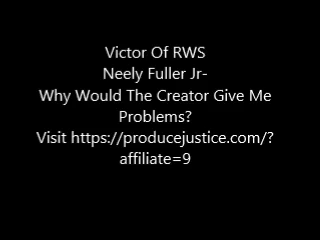 Victor Of RWS
Neely Fuller Jr-
Why Would The Creator Give Me
Problems?
Visit https://producejustice.com/?
affiliate=9